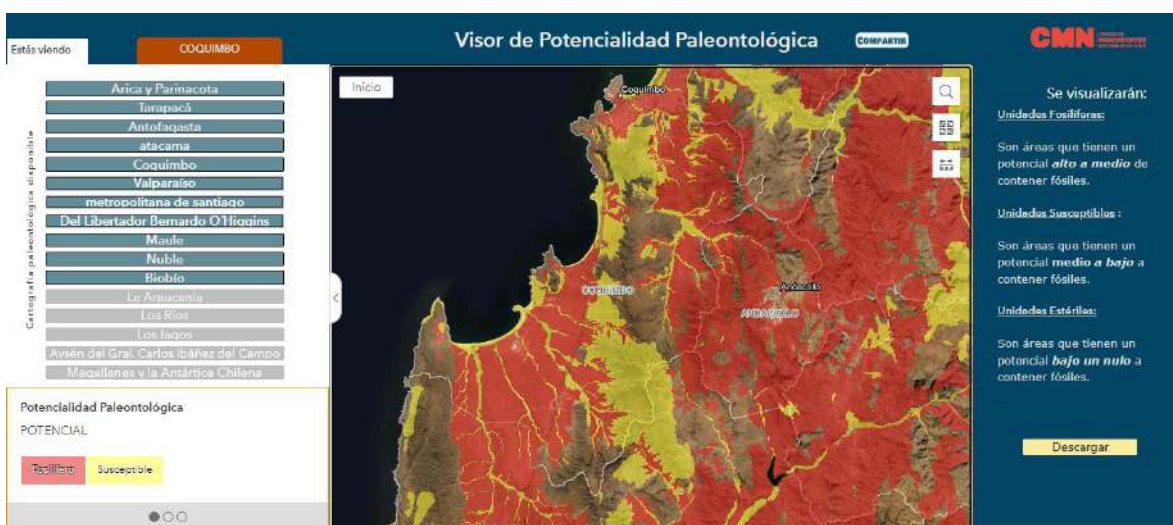 Estás viendo
COQUIMBO
Visor de Potencialidad Paleontológica
COMPARTIR
CMN
Cartografía paleontológica disponible
Arica y Parinacota
Tarapacá
Antofagasta
atacama
Coquimbo
Valparaíso
metropolitana de santiago
Del Libertador Bernardo O'Higgins
Maule
Ñuble
Biobío
La Araucanía
Los Ríos
Los lagos
Aysén del Gral. Carlos Ibáñez del Campo
Magallanes y la Antártica Chilena
Potencialidad Paleontológica
POTENCIAL
Fosilífero
Susceptible
Inicio
Coquimbo
COQUIMBO
Andacollo
ANDACOLLO
Se visualizarán:
Unidades Fosilíferas:
Son áreas que tienen un
potencial alto a medio de
contener fósiles.
Unidades Susceptibles :
Son áreas que tienen un
potencial medio a bajo a
contener fósiles.
Unidades Estériles:
Son áreas que tienen un
potencial bajo un nulo a
contener fósiles.
Descargar